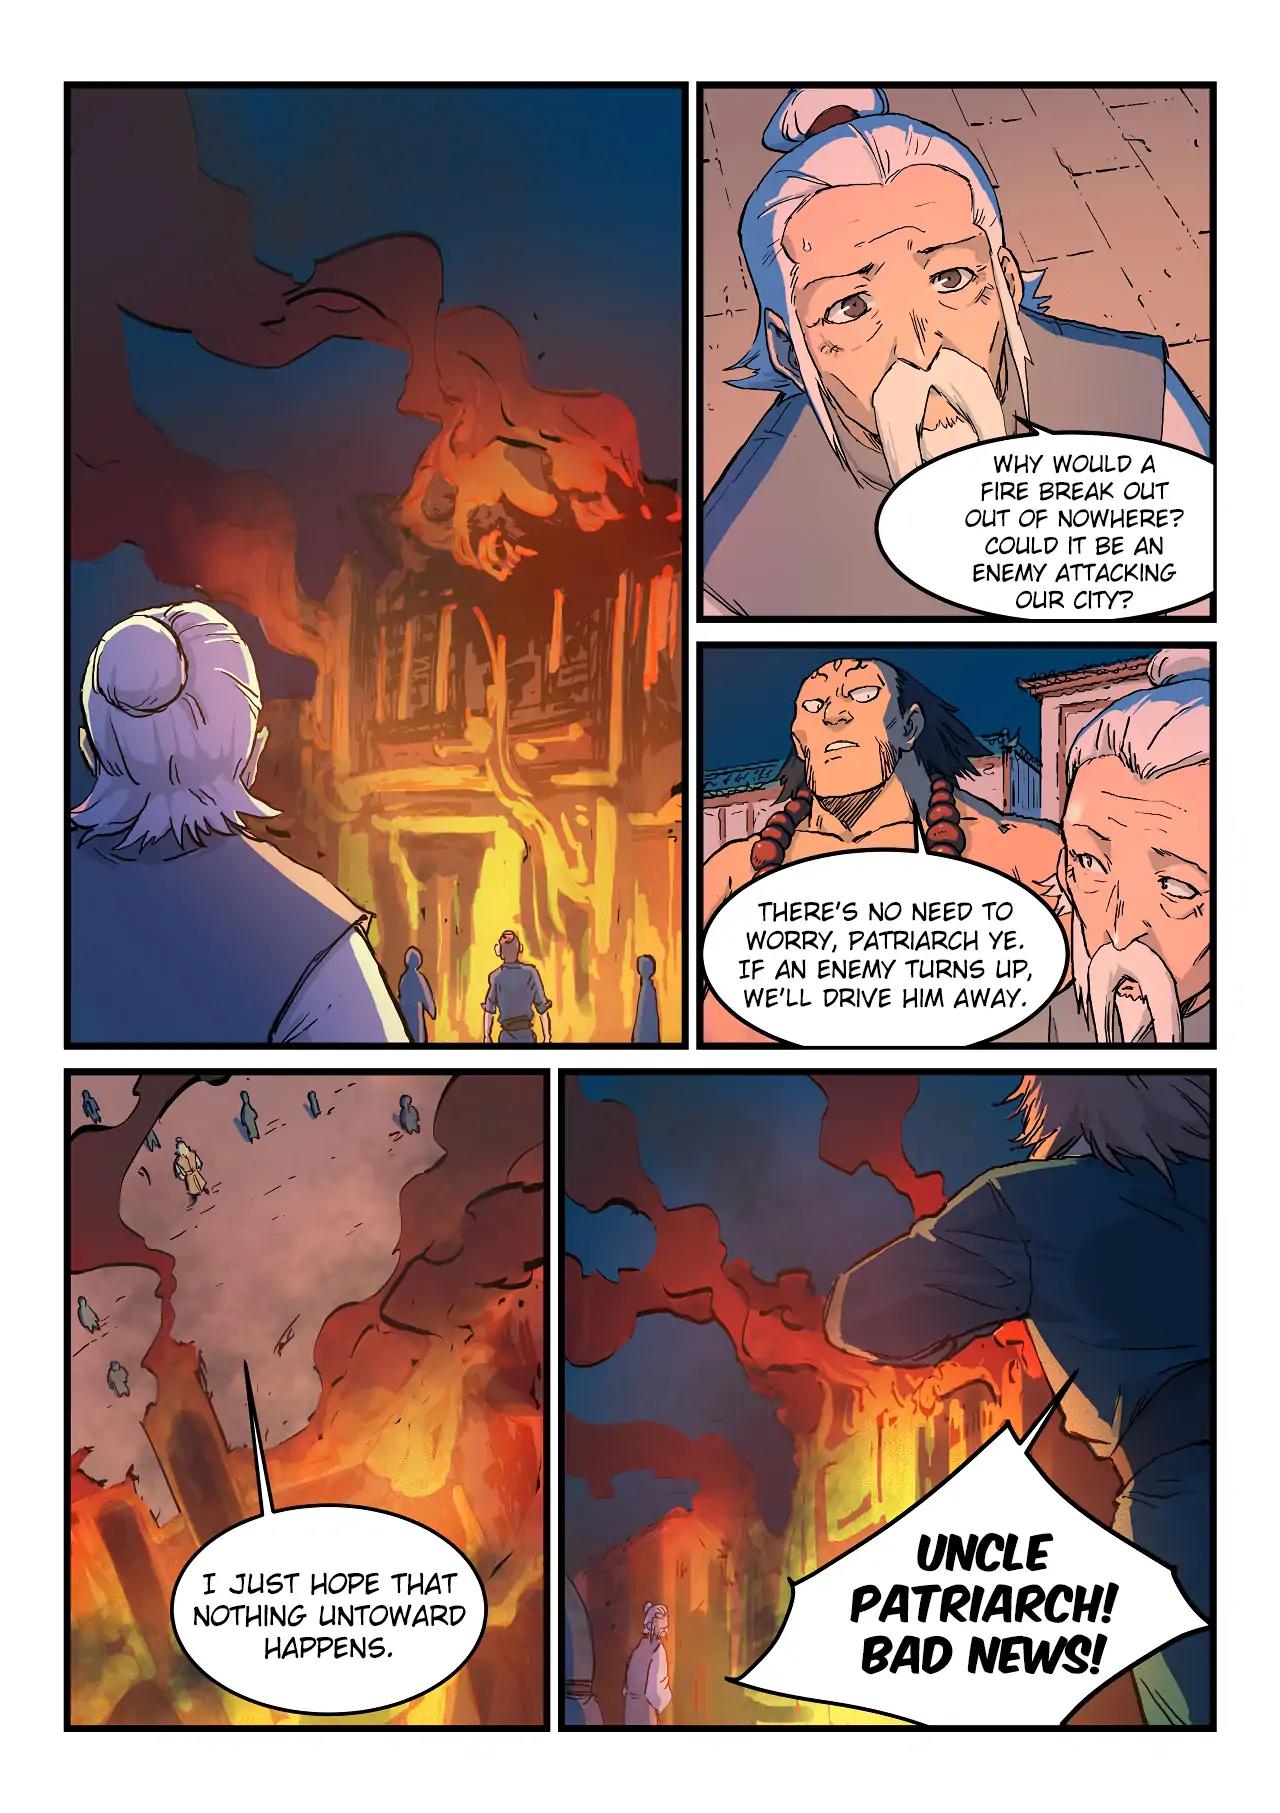 WHY WOULD A
FIRE BREAK OUT
OUT OF NOWHERE?
COULD IT BE AN
ENEMY ATTACKING
OUR CITY?
THERE'S NO NEED TO
WORRY, PATRIARCH YE.
IF AN ENEMY TURNS UP,
WE'LL DRIVE HIM AWAY.
I JUST HOPE THAT
NOTHING UNTOWARD
HAPPENS.
UNCLE
PATRIARCH!
BAD NEWS!